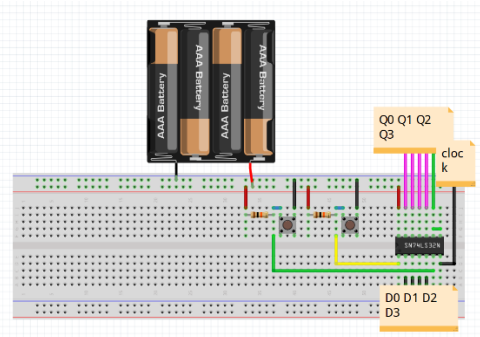 AAA Battery
AAA Battery
AAA Battery
AAA Battery
Q0 Q1 Q2
Q3
cloc
k
SN74LS32N
D0 D1 D2
D3